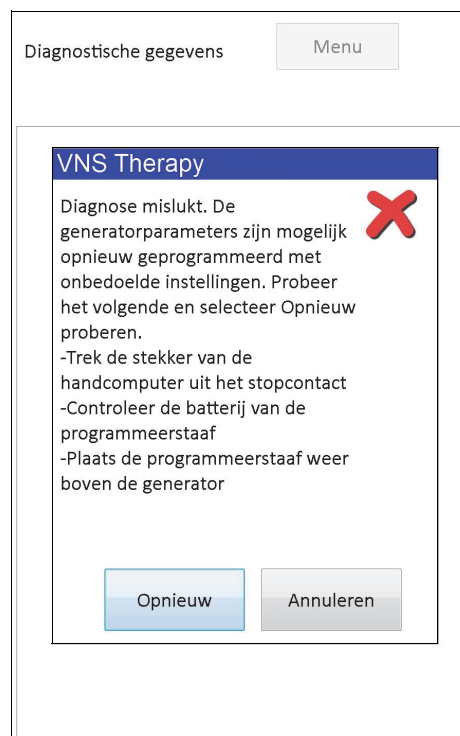 Diagnostische gegevens
Menu
VNS Therapy
Diagnose mislukt. De
generatorparameters zijn mogelijk
opnieuw geprogrammeerd met
onbedoelde instellingen. Probeer
het volgende en selecteer Opnieuw
proberen.
-Trek de stekker van de
handcomputer uit het stopcontact
-Controleer de batterij van de
programmeerstaaf
-Plaats de programmeerstaaf weer
boven de generator
Opnieuw
Annuleren